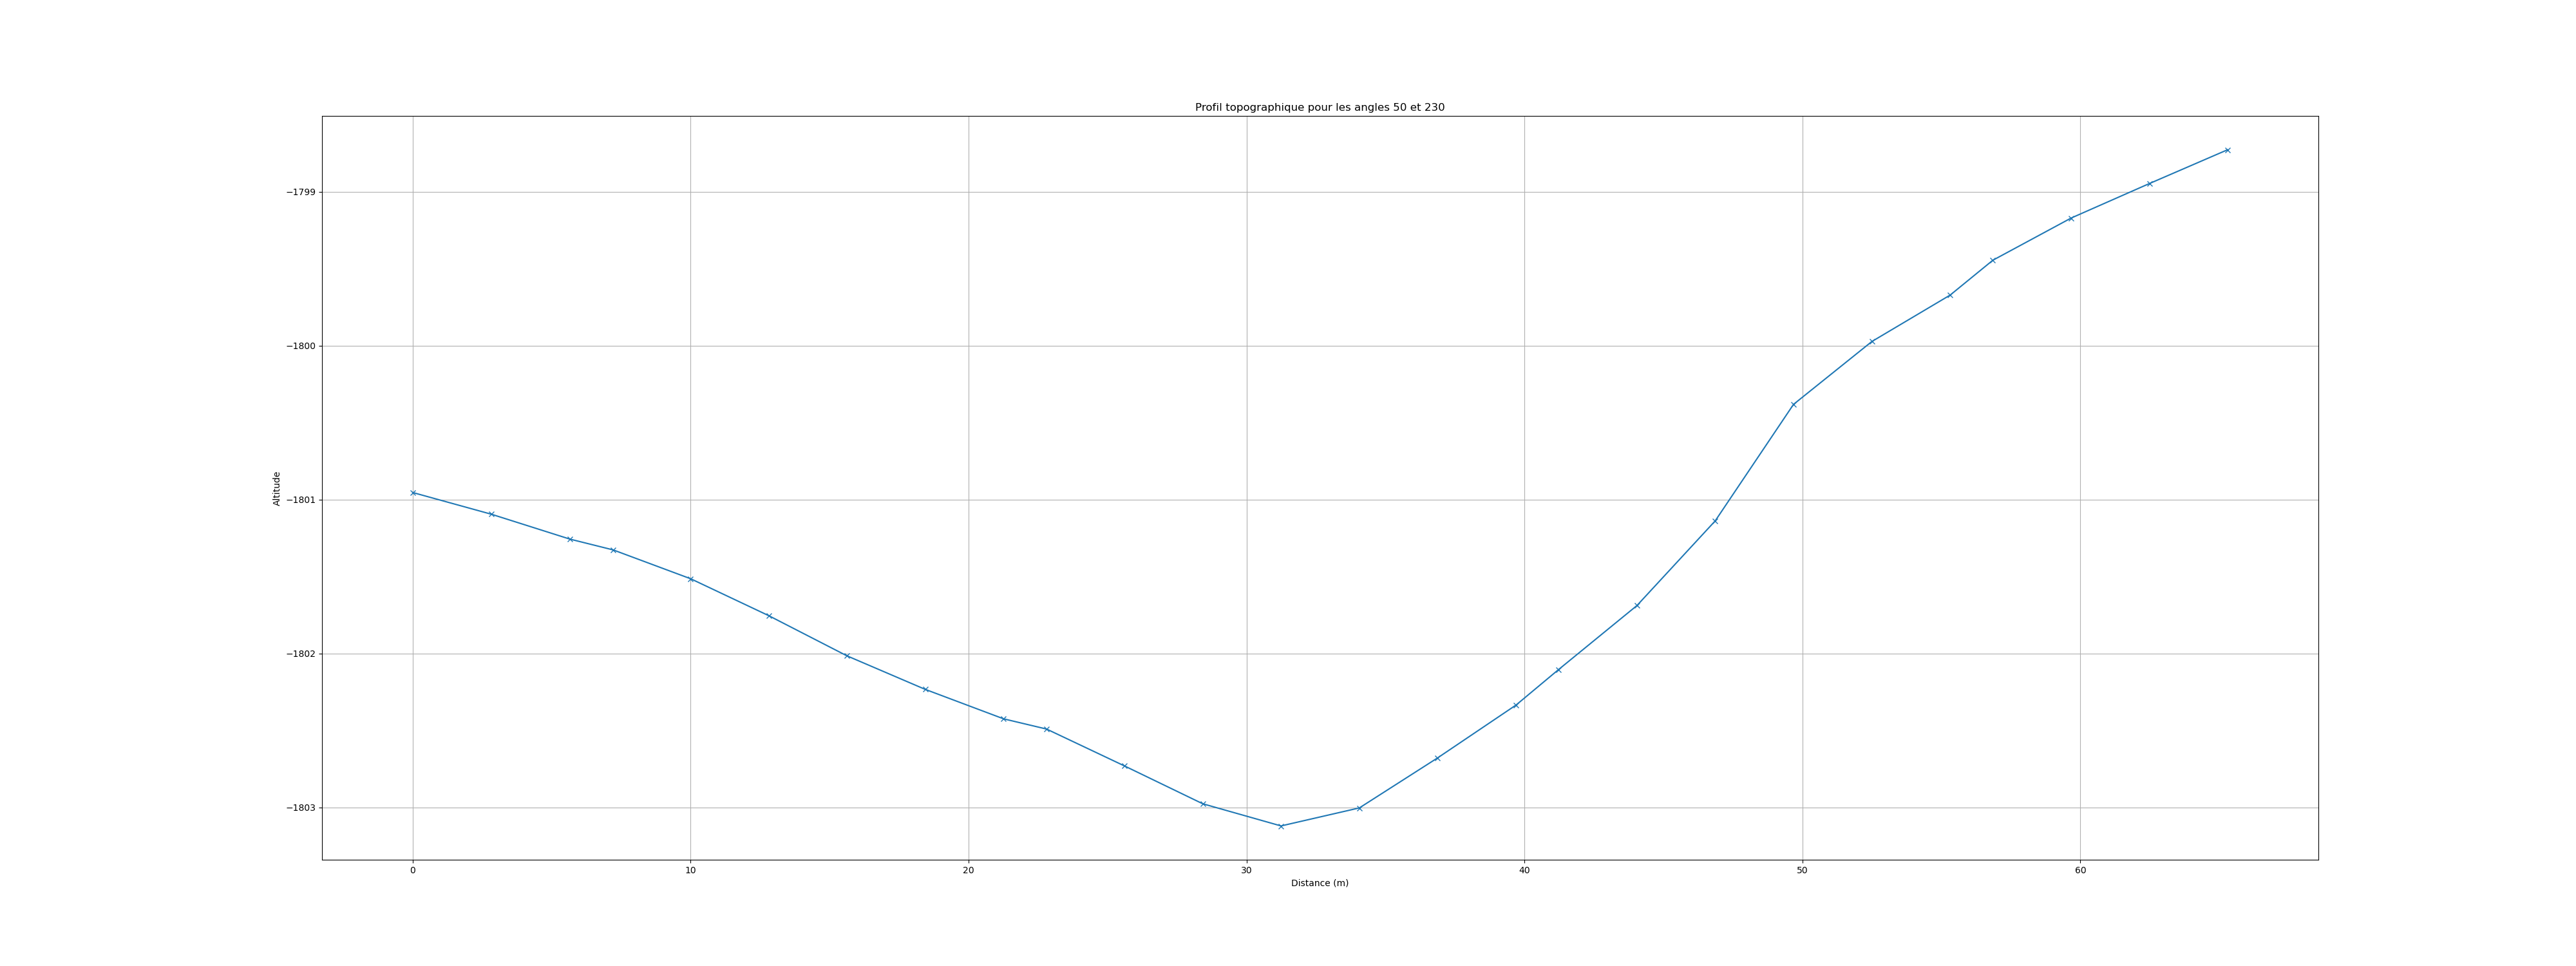 Profil topographique pour les angles 50 et 230
Altitude
−1799
−1800
−1801
−1802
−1803
0 10 20 30 40 50 60
Distance (m)